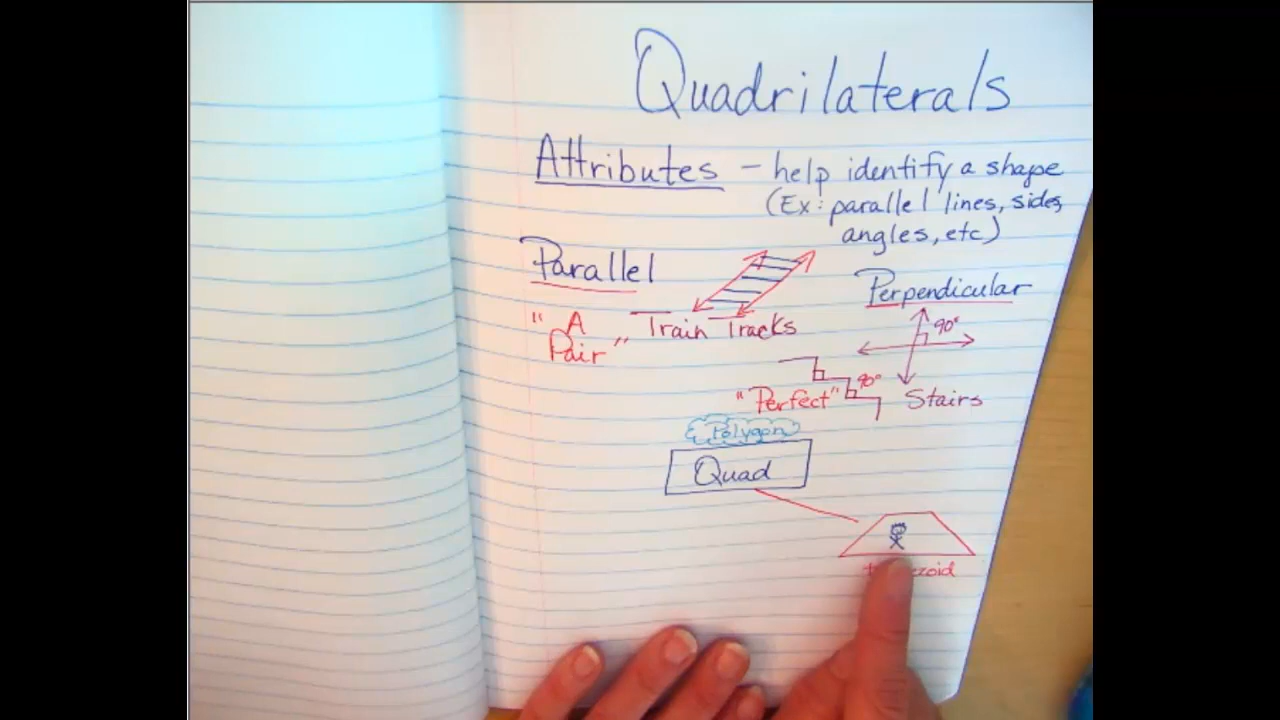 Quadrilaterals
Attributes - help identify a shape
(Ex: parallel lines, sides,
angles, etc)
Parallel
"A
Pair"
Train Tracks
Perpendicular
90°
90°
"Perfect"
Stairs
Polygon
Quad